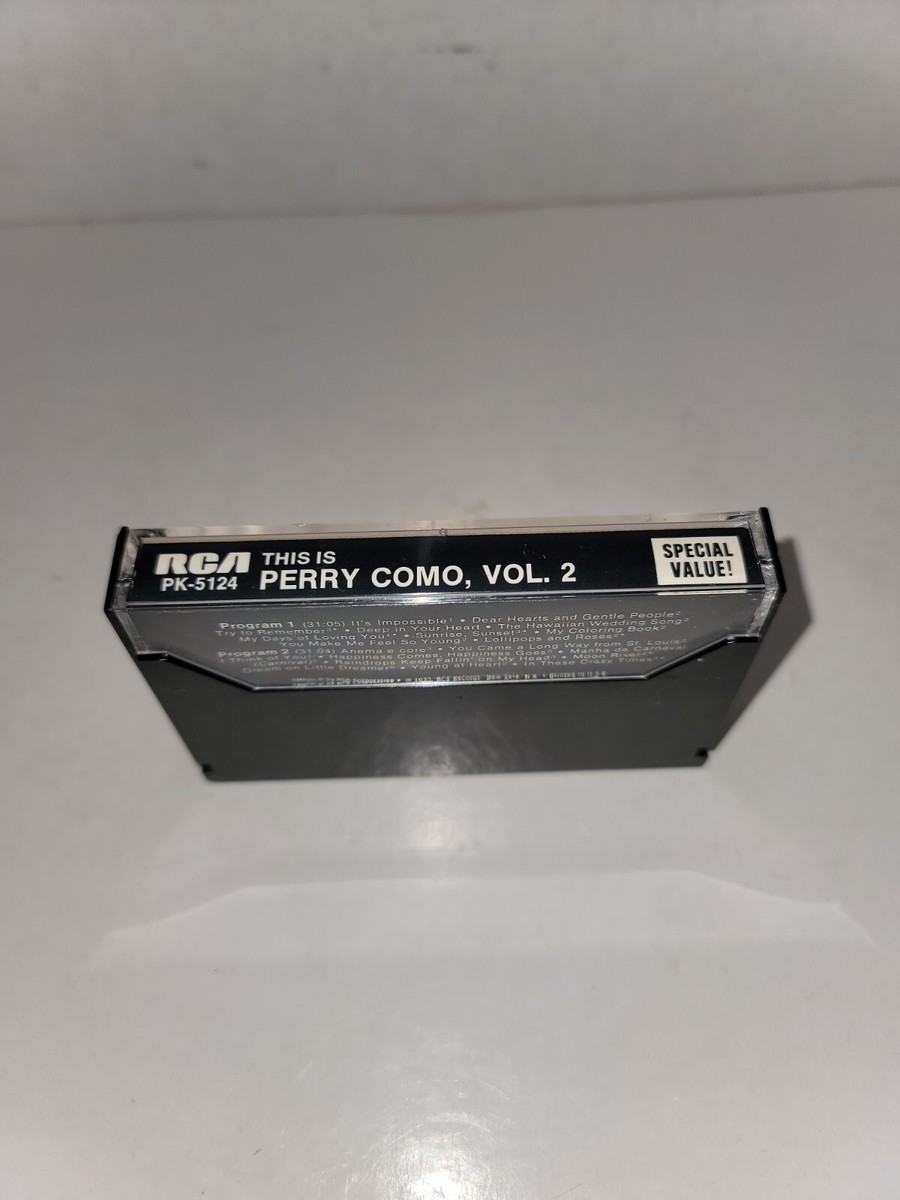 RCA
PK-5124
THIS IS
PERRY COMO, VOL. 2
SPECIAL
VALUE!
Program 1 (31:05) It's Impossible • Dear Hearts and Gentle People
Try to Remember • Deep in Your Heart • The Hawaiian Wedding Song
My Days of Loving You • Sunrise, Sunset • My Coloring Book
You Make Me Feel So Young • Lollipops and Roses
Program 2 (31:04) Anema e core • You Came a Long Way from St. Louis
I Think of You • Happiness Comes, Happiness Goes • Manha de Carnaval
(Carnival) • Raindrops Keep Fallin' on My Head • Moon River
Dream on Little Dreamer • Young at Heart • In These Crazy Times